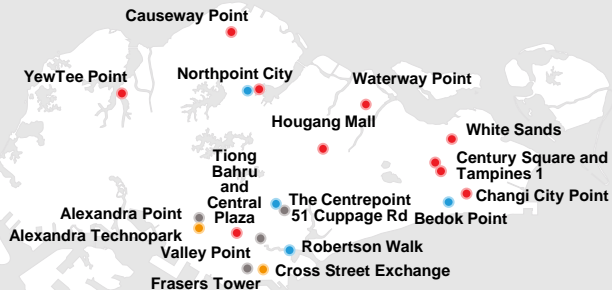 Causeway Point
YewTee Point
Northpoint City
Waterway Point
Hougang Mall
White Sands
Century Square and
Tampines 1
Changi City Point
Bedok Point
Tiong
Bahru
and
Central
Plaza
The Centrepoint
51 Cuppage Rd
Alexandra Point
Alexandra Technopark
Valley Point
Robertson Walk
Cross Street Exchange
Frasers Tower